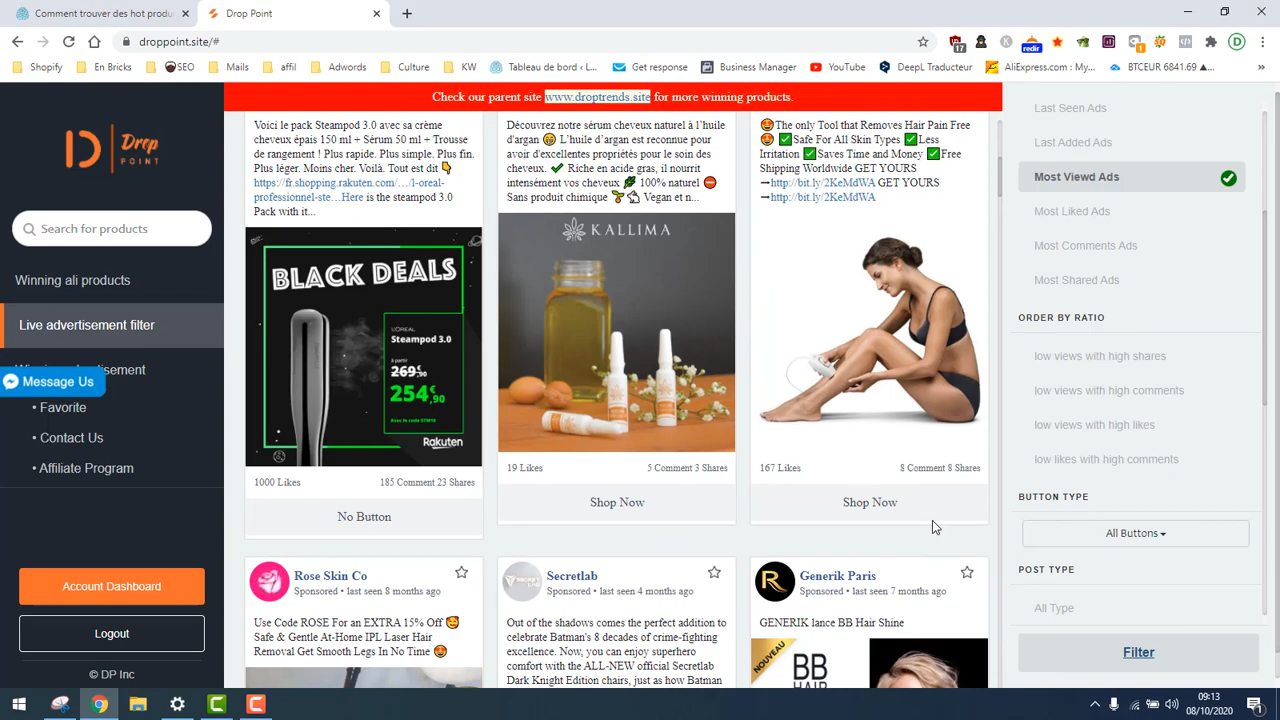 Comment trouver des hot produ
Drop Point
droppoint.site/#
17
redir
1
D
Shopify
En Bricks
SEO
Mails
affil
Adwords
Culture
KW
Tableau de bord < L...
Get response
Business Manager
YouTube
DeepL Traducteur
AliExpress.com -...
BTCEUR 6841.69 ▲...
»
Check our parent site www.droptrends.site for more winning products.
Drop
POINT
Search for products
Winning ali products
Live advertisement filter
Message Us
• Favorite
• Contact Us
• Affiliate Program
Account Dashboard
Logout
© DP Inc
Voici le pack Steampod 3.0 avec sa crème
cheveux épais 150 ml + Sérum 50 ml + Trousse
de rangement ! Plus rapide. Plus simple. Plus fin.
Plus léger. Moins cher. Voilà. Tout est dit 👇
https://fr.shopping.rakuten.com/…/l-oreal-
professionnel-ste…Here is the steampod 3.0
Pack with it...
BLACK DEALS
L'ORÉAL
Steampod 3.0
à partir
269€,90
254€,90
Avec le code
Rakuten
1000 Likes
185 Comment 23 Shares
No Button
Découvrez notre sérum cheveux naturel à l'huile
d'argan 😄 L'huile d'argan est reconnue pour
avoir d'excellentes propriétés pour le soin des
cheveux. ✔ Riche en acide gras, il nourrit
intensément vos cheveux 🌿 100% naturel ⛔
Sans produit chimique 🌱🐇 Vegan et n...
KALLIMA
19 Likes
5 Comment 3 Shares
Shop Now
🤩The only Tool that Removes Hair Pain Free
🤩 ✅Safe For All Skin Types ✅Less
Irritation ✅Saves Time and Money ✅Free
Shipping Worldwide GET YOURS
→http://bit.ly/2KeMdWA GET YOURS
→http://bit.ly/2KeMdWA
167 Likes
8 Comment 8 Shares
Shop Now
Rose Skin Co
Sponsored • last seen 8 months ago
Use Code ROSE For an EXTRA 15% Off 🥰
Safe & Gentle At-Home IPL Laser Hair
Removal Get Smooth Legs In No Time 🤩
Secretlab
Sponsored • last seen 4 months ago
Out of the shadows comes the perfect addition to
celebrate Batman's 8 decades of crime-fighting
excellence. Now, you can enjoy superhero
comfort with the ALL-NEW official Secretlab
Dark Knight Edition chairs, just as how Batman
Generik Paris
Sponsored • last seen 7 months ago
GENERIK lance BB Hair Shine
NOUVEAU
BB
HAIR
Last Seen Ads
Last Added Ads
Most Viewd Ads
Most Liked Ads
Most Comments Ads
Most Shared Ads
ORDER BY RATIO
low views with high shares
low views with high comments
low views with high likes
low likes with high comments
BUTTON TYPE
All Buttons
POST TYPE
All Type
Filter
09:13
08/10/2020
1